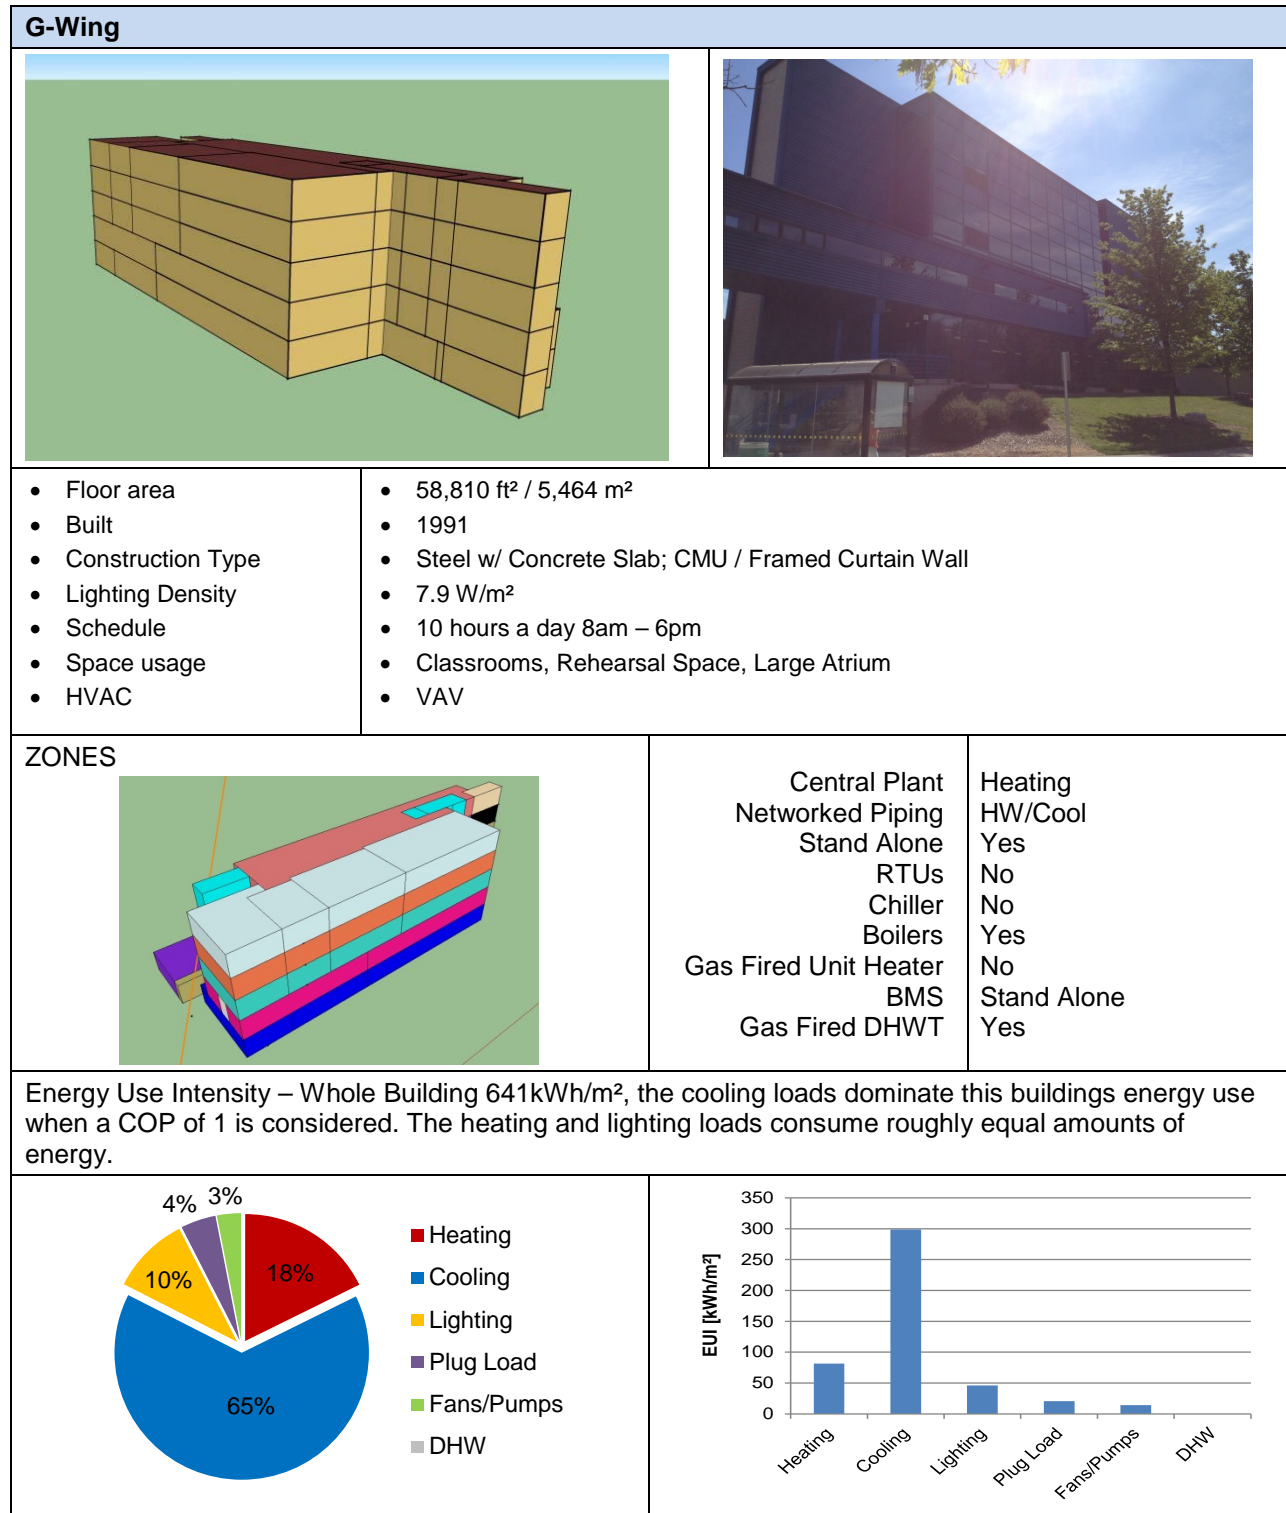 G-Wing
• Floor area
• Built
• Construction Type
• Lighting Density
• Schedule
• Space usage
• HVAC
• 58,810 ft² / 5,464 m²
• 1991
• Steel w/ Concrete Slab; CMU / Framed Curtain Wall
• 7.9 W/m²
• 10 hours a day 8am – 6pm
• Classrooms, Rehearsal Space, Large Atrium
• VAV
ZONES
Central Plant Heating
Networked Piping HW/Cool
Stand Alone Yes
RTUs No
Chiller No
Boilers Yes
Gas Fired Unit Heater No
BMS Stand Alone
Gas Fired DHWT Yes
Energy Use Intensity – Whole Building 641kWh/m², the cooling loads dominate this buildings energy use
when a COP of 1 is considered. The heating and lighting loads consume roughly equal amounts of
energy.
4% 3%
10% 18%
65%
Heating
Cooling
Lighting
Plug Load
Fans/Pumps
DHW
EUI [kWh/m²]
350
300
250
200
150
100
50
0
Heating Cooling Lighting Plug Load Fans/Pumps DHW